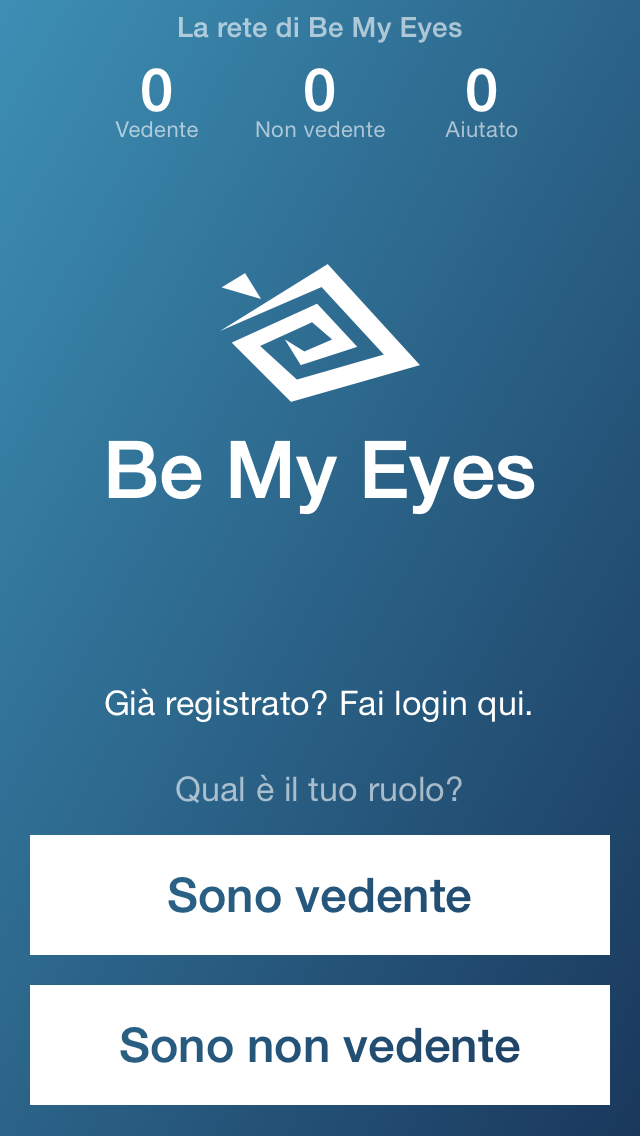 La rete di Be My Eyes
0 0 0
Vedente Non vedente Aiutato
Be My Eyes
Già registrato? Fai login qui.
Qual è il tuo ruolo?
Sono vedente
Sono non vedente